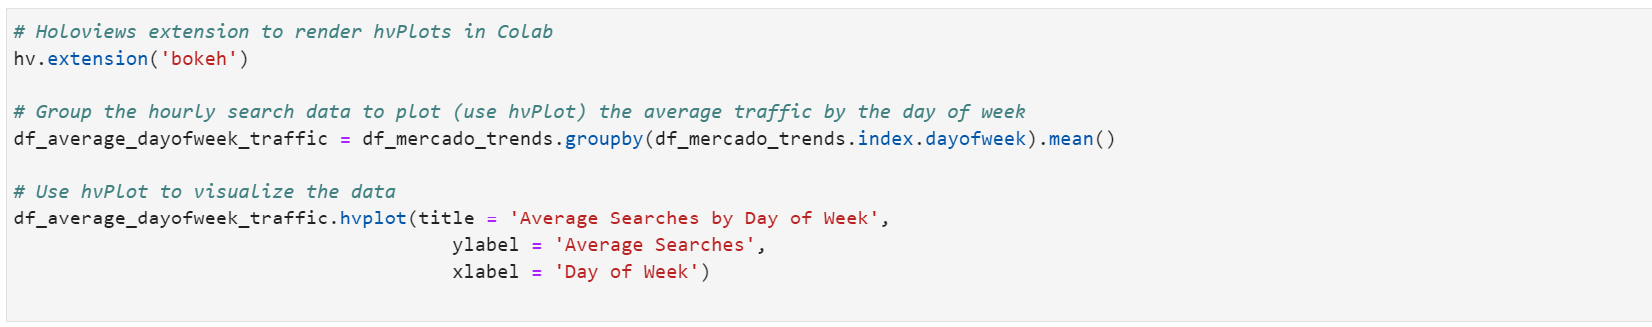 # Holoviews extension to render hvPlots in Colab
hv.extension('bokeh')
# Group the hourly search data to plot (use hvPlot) the average traffic by the day of week
df_average_dayofweek_traffic = df_mercado_trends.groupby(df_mercado_trends.index.dayofweek).mean()
# Use hvPlot to visualize the data
df_average_dayofweek_traffic.hvplot(title = 'Average Searches by Day of Week',
ylabel = 'Average Searches',
xlabel = 'Day of Week')